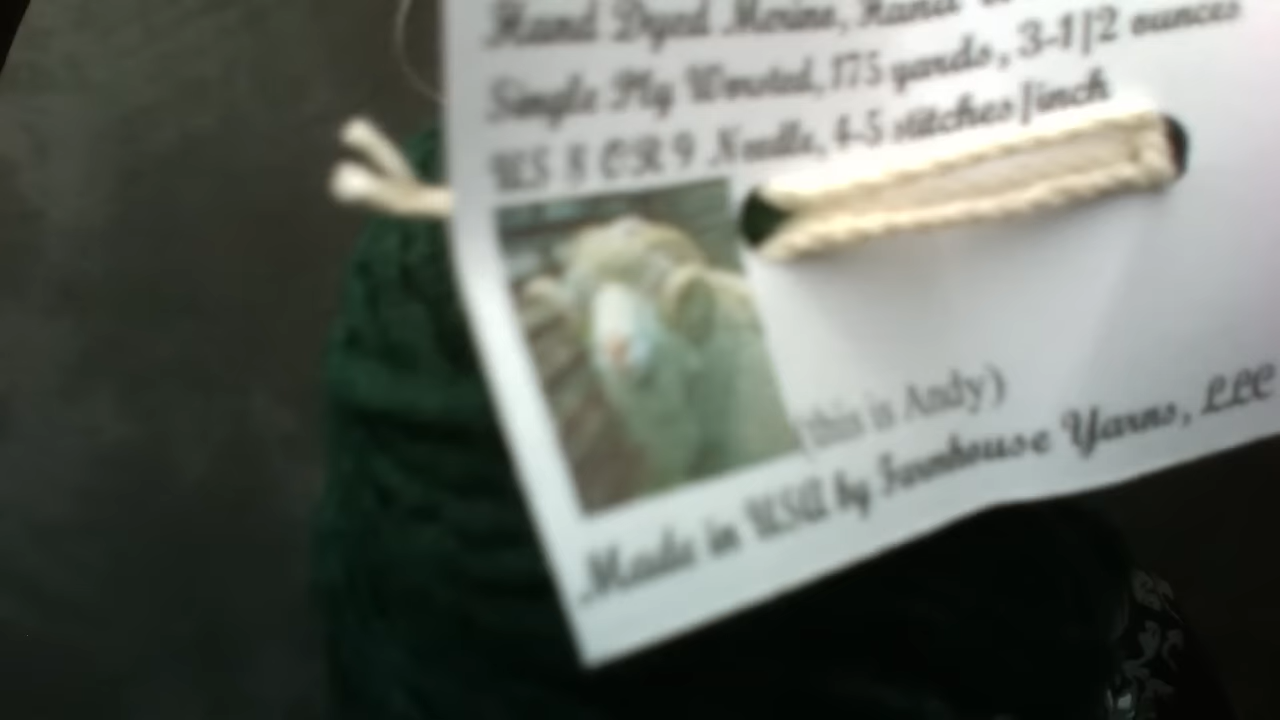 Hand Dyed Merino, Hand
Single Ply Worsted, 175 yards, 3-1/2 ounces
US 8 OR 9 Needle, 4-5 stitches/inch
(this is Andy)
Made in USA by Farmhouse Yarns, LLC